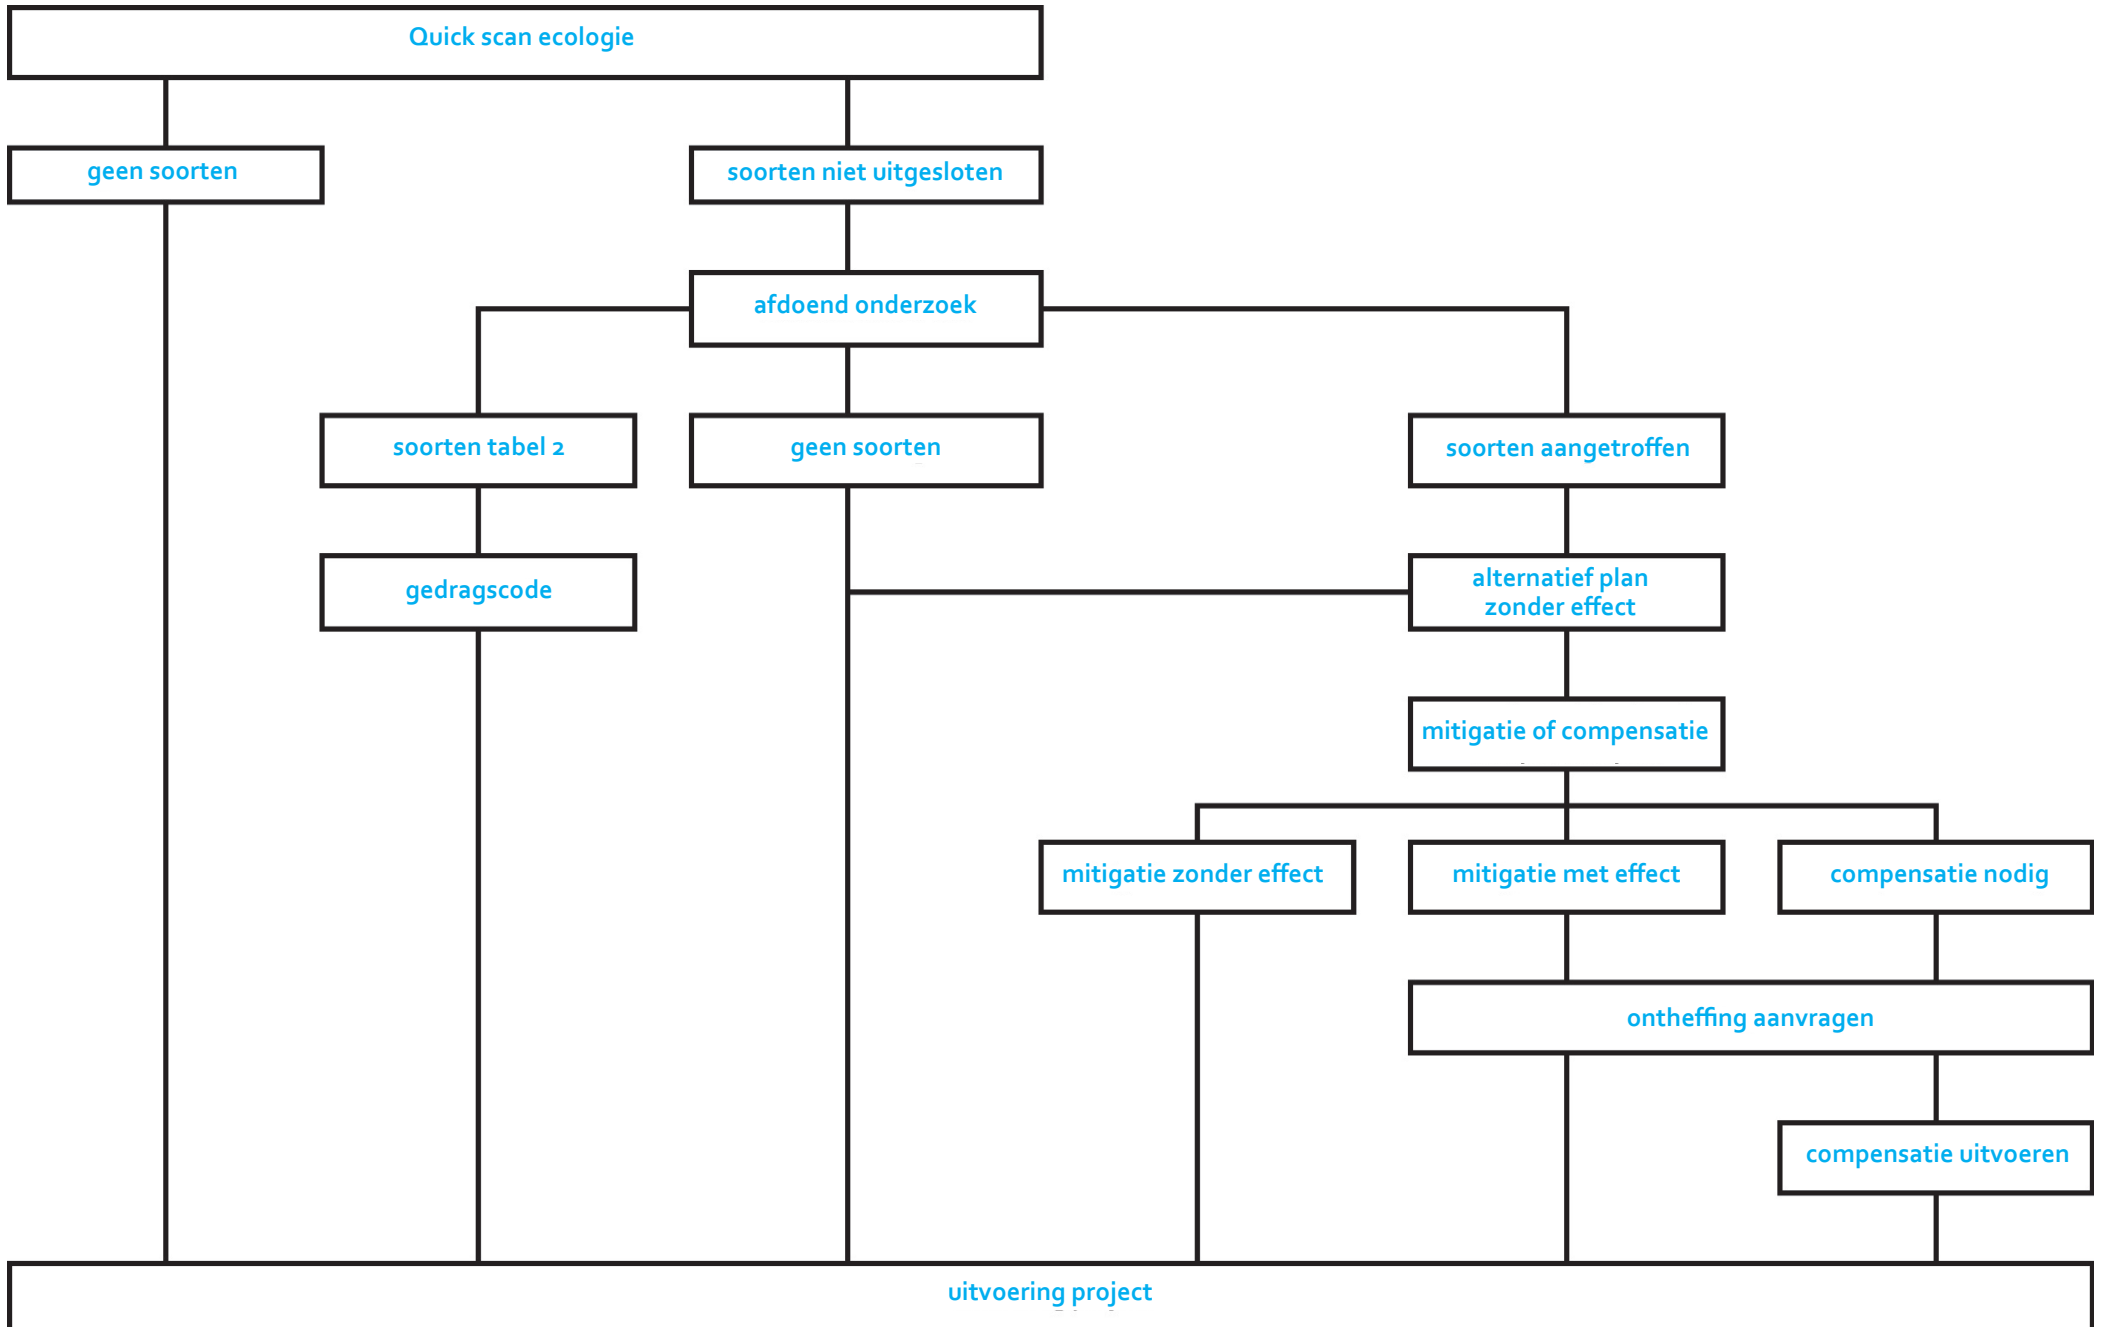 Quick scan ecologie
geen soorten
soorten niet uitgesloten
afdoend onderzoek
soorten tabel 2
geen soorten
soorten aangetroffen
gedragscode
alternatief plan
zonder effect
mitigatie of compensatie
mitigatie zonder effect
mitigatie met effect
compensatie nodig
ontheffing aanvragen
compensatie uitvoeren
uitvoering project